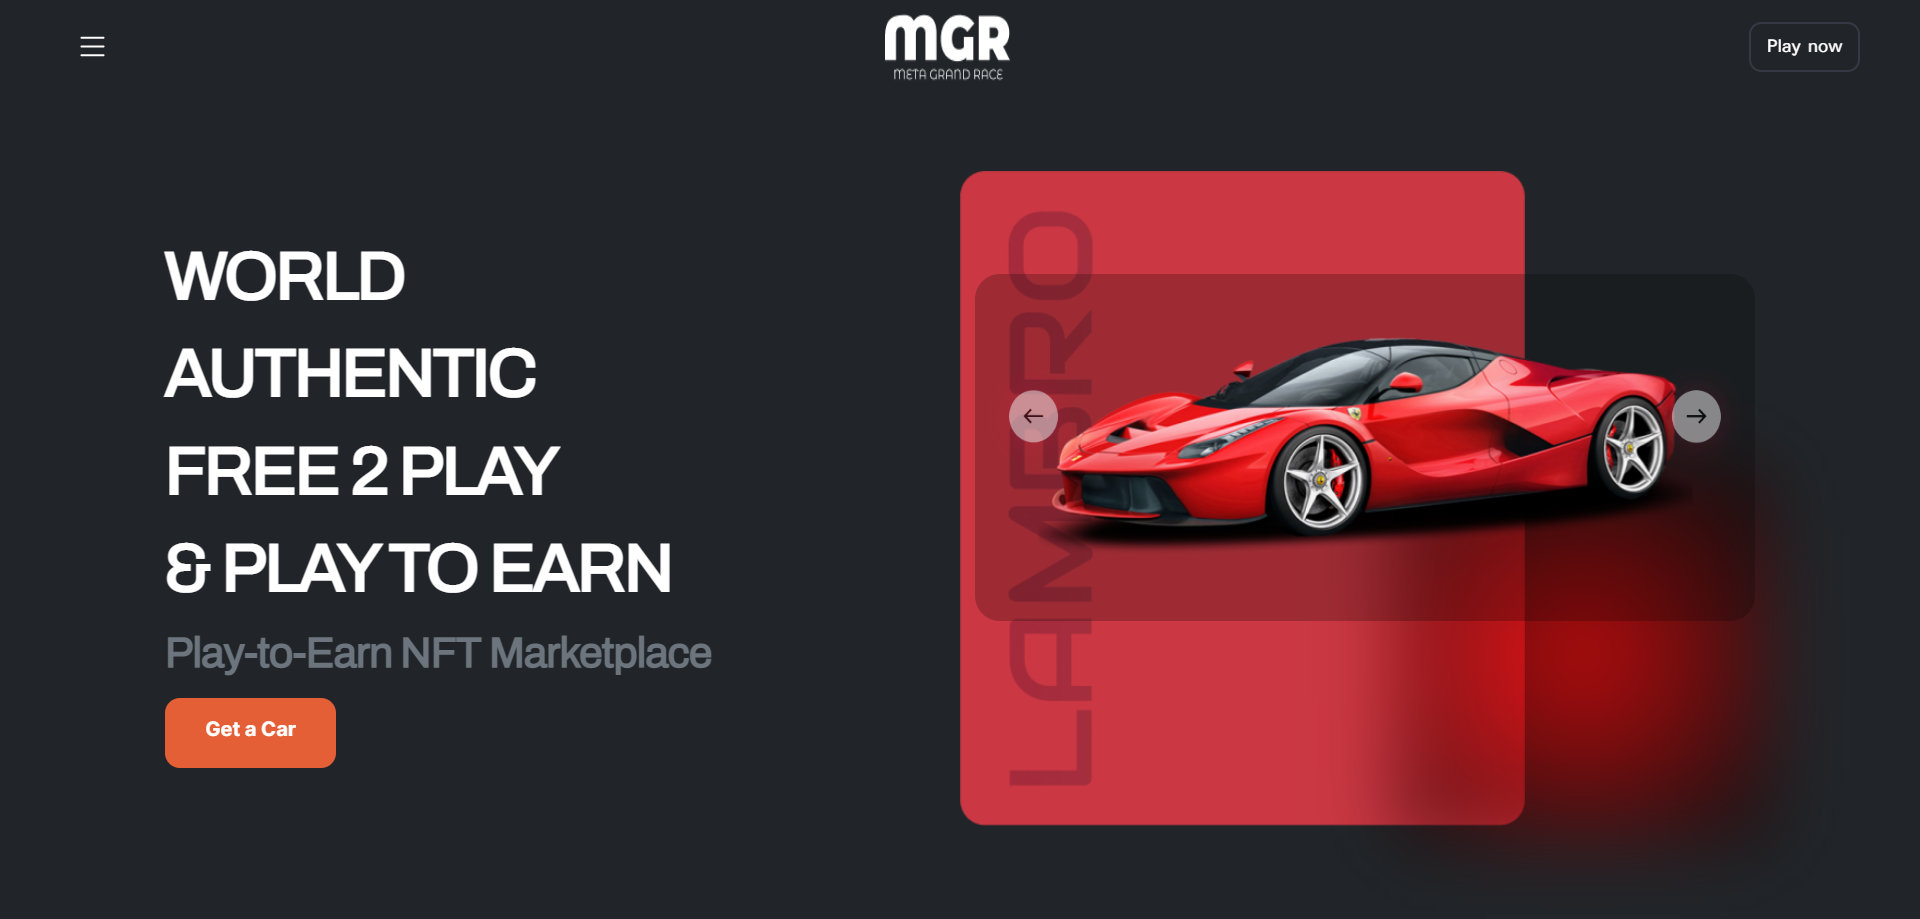 MGR
META GRAND RACE
Play now
WORLD
AUTHENTIC
FREE 2 PLAY
& PLAY TO EARN
Play-to-Earn NFT Marketplace
Get a Car
LAMBRO